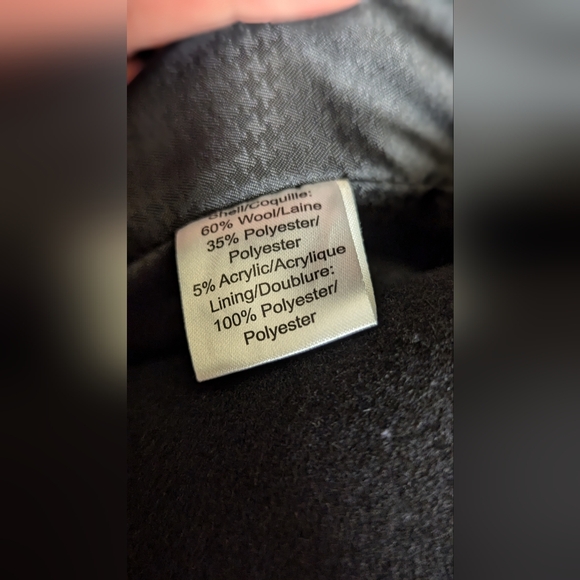 Shell/Coquille:
60% Wool/Laine
35% Polyester/
Polyester
5% Acrylic/Acrylique
Lining/Doublure:
100% Polyester/
Polyester